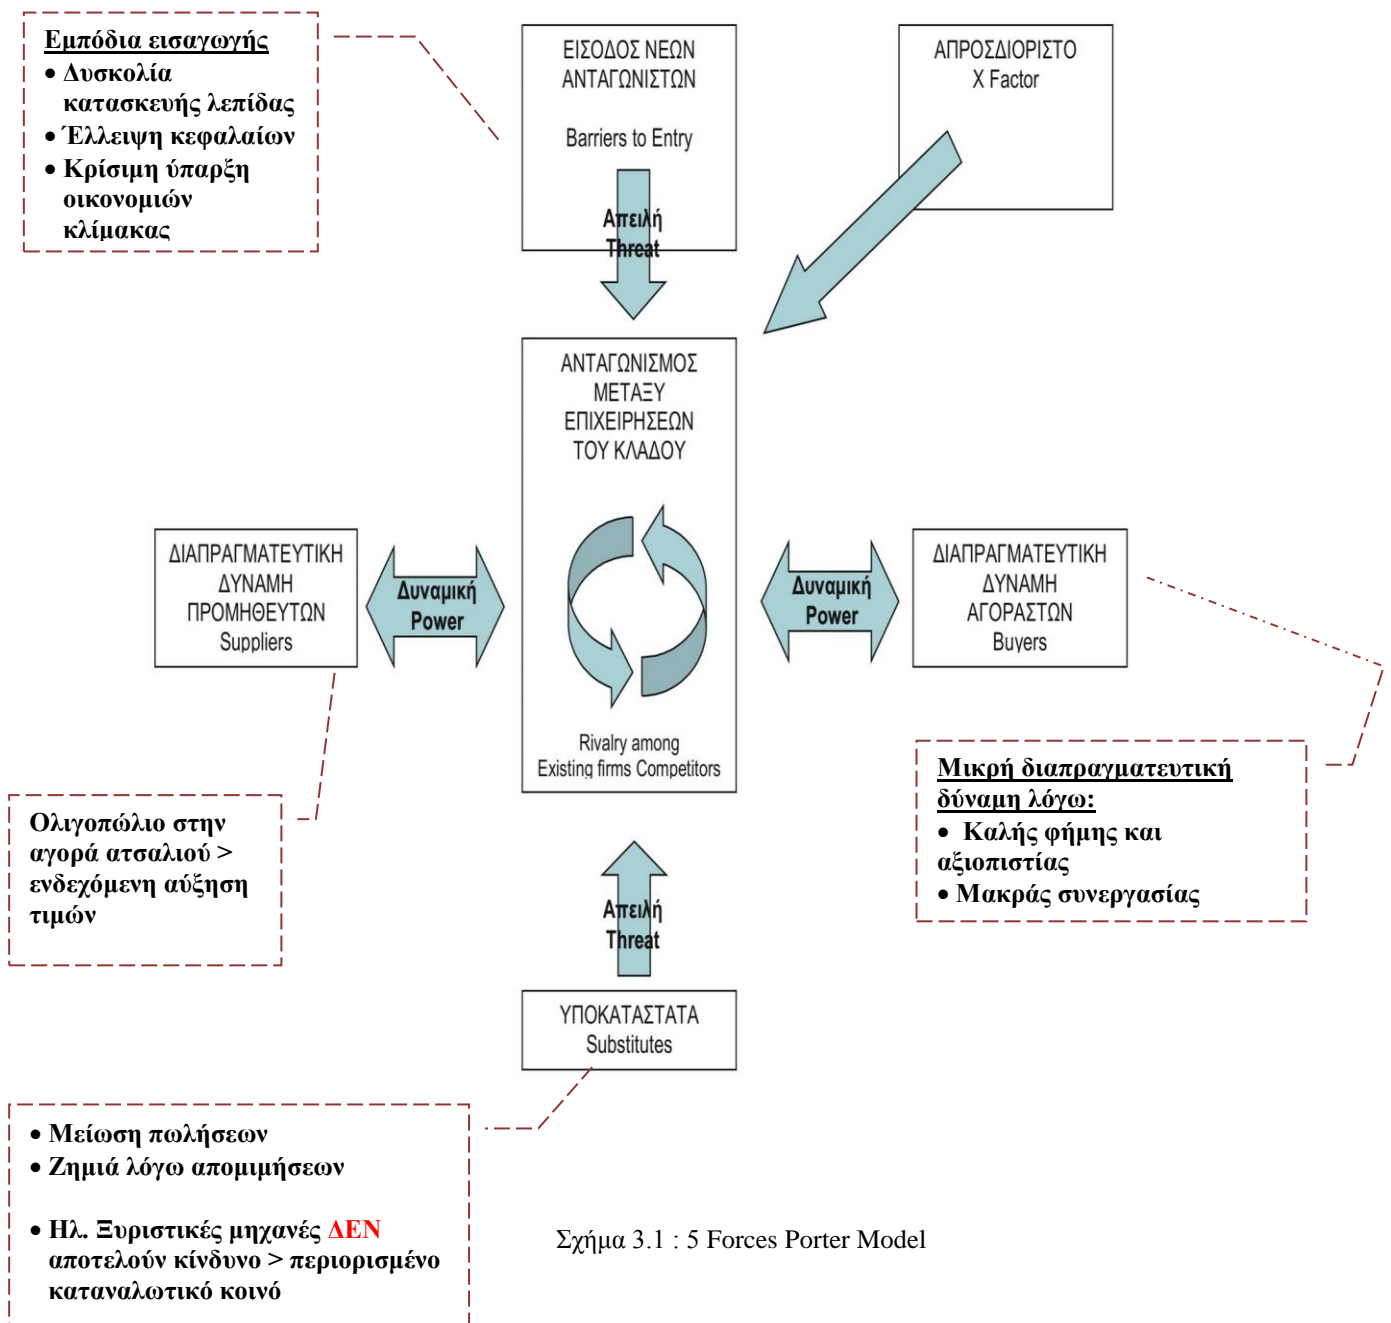 Εμπόδια εισαγωγής
• Δυσκολία
κατασκευής λεπίδας
• Έλλειψη κεφαλαίων
• Κρίσιμη ύπαρξη
οικονομιών
κλίμακας
ΕΙΣΟΔΟΣ ΝΕΩΝ
ΑΝΤΑΓΩΝΙΣΤΩΝ
Barriers to Entry
Απειλή
Threat
ΑΠΡΟΣΔΙΟΡΙΣΤΟ
X Factor
ΑΝΤΑΓΩΝΙΣΜΟΣ
ΜΕΤΑΞΥ
ΕΠΙΧΕΙΡΗΣΕΩΝ
ΤΟΥ ΚΛΑΔΟΥ
Rivalry among
Existing firms Competitors
ΔΙΑΠΡΑΓΜΑΤΕΥΤΙΚΗ
ΔΥΝΑΜΗ
ΠΡΟΜΗΘΕΥΤΩΝ
Suppliers
Δυναμική
Power
Δυναμική
Power
ΔΙΑΠΡΑΓΜΑΤΕΥΤΙΚΗ
ΔΥΝΑΜΗ
ΑΓΟΡΑΣΤΩΝ
Buyers
Ολιγοπώλιο στην
αγορά ατσαλιού >
ενδεχόμενη αύξηση
τιμών
Μικρή διαπραγματευτική
δύναμη λόγω:
• Καλής φήμης και
αξιοπιστίας
• Μακράς συνεργασίας
Απειλή
Threat
ΥΠΟΚΑΤΑΣΤΑΤΑ
Substitutes
• Μείωση πωλήσεων
• Ζημιά λόγω απομιμήσεων
• Ηλ. Ξυριστικές μηχανές ΔΕΝ
αποτελούν κίνδυνο > περιορισμένο
καταναλωτικό κοινό
Σχήμα 3.1 : 5 Forces Porter Model